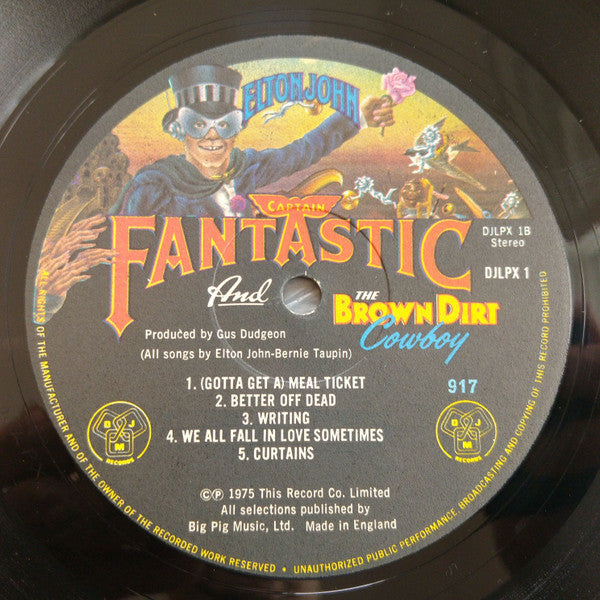 ELTON JOHN
CAPTAIN
FANTASTIC
And
THE
BROWN DIRT
Cowboy
DJLPX 1B
Stereo
DJLPX 1
Produced by Gus Dudgeon
(All songs by Elton John-Bernie Taupin)
1. (GOTTA GET A) MEAL TICKET
2. BETTER OFF DEAD
3. WRITING
4. WE ALL FALL IN LOVE SOMETIMES
5. CURTAINS
917
DJM
RECORDS
DJM
RECORDS
©℗ 1975 This Record Co. Limited
All selections published by
Big Pig Music, Ltd. Made in England
ALL RIGHTS OF THE MANUFACTURER AND OF THE OWNER OF THE RECORDED WORK RESERVED • UNAUTHORIZED PUBLIC PERFORMANCE, BROADCASTING AND COPYING OF THIS RECORD PROHIBITED